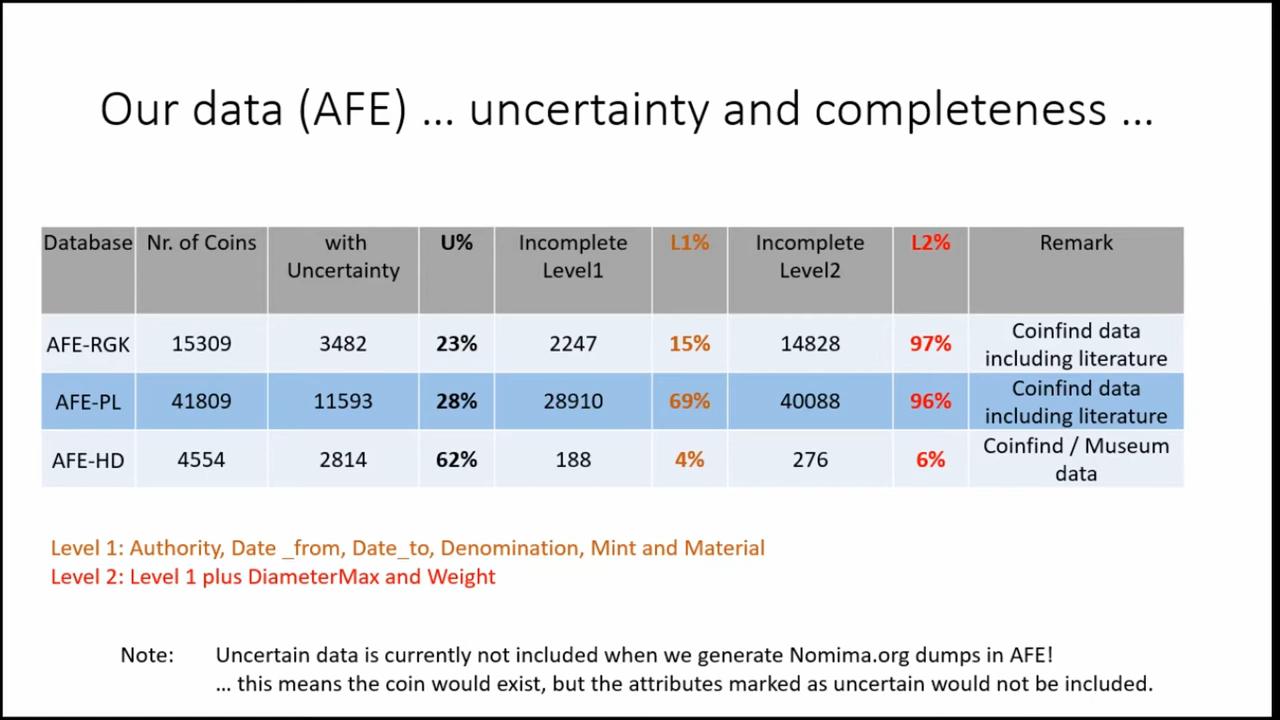 Our data (AFE) ... uncertainty and completeness ...
Database Nr. of Coins with Uncertainty U% Incomplete Level1 L1% Incomplete Level2 L2% Remark
AFE-RGK 15309 3482 23% 2247 15% 14828 97% Coinfind data including literature
AFE-PL 41809 11593 28% 28910 69% 40088 96% Coinfind data including literature
AFE-HD 4554 2814 62% 188 4% 276 6% Coinfind / Museum data
Level 1: Authority, Date _from, Date_to, Denomination, Mint and Material
Level 2: Level 1 plus DiameterMax and Weight
Note: Uncertain data is currently not included when we generate Nomima.org dumps in AFE!
... this means the coin would exist, but the attributes marked as uncertain would not be included.